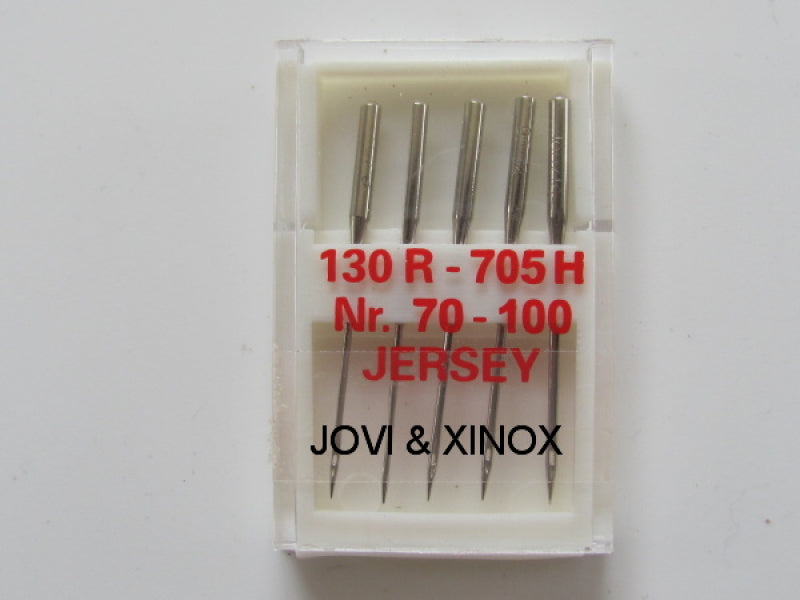 130 R - 705 H
Nr. 70 - 100
JERSEY
JOVI & XINOX